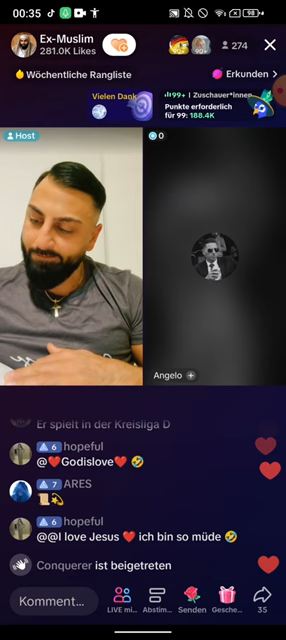 00:35
98
Ex-Muslim
281.0K Likes
274
Wöchentliche Rangliste
Erkunden >
Vielen Dank
99+ | Zuschauer*innen
Punkte erforderlich
für 99: 188.4K
Host
0
Angelo +
Er spielt in der Kreisliga D
6 hopeful
@❤️Godislove❤️ 🤣
7 ARES
📜💫
6 hopeful
@@I love Jesus ❤️ ich bin so müde 🤣
Conquerer ist beigetreten
Komment...
LIVE mi...
Abstim...
Senden
Gesche...
35